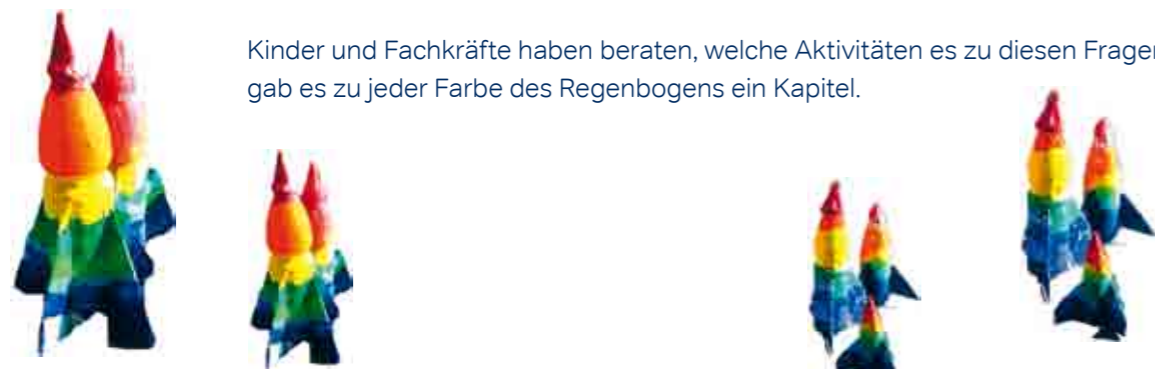 Kinder und Fachkräfte haben beraten, welche Aktivitäten es zu diesen Fragen
gab es zu jeder Farbe des Regenbogens ein Kapitel.